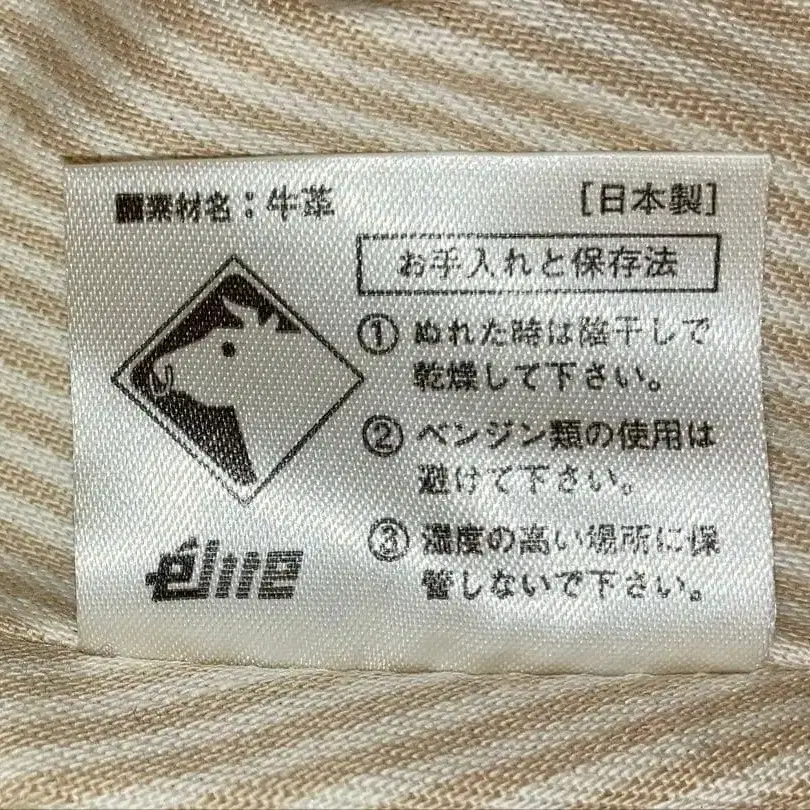 ■素材名：牛革
[日本製]
お手入れと保存法
① ぬれた時は陰干しで
乾燥して下さい。
② ベンジン類の使用は
避けて下さい。
③ 湿度の高い場所に保
管しないで下さい。